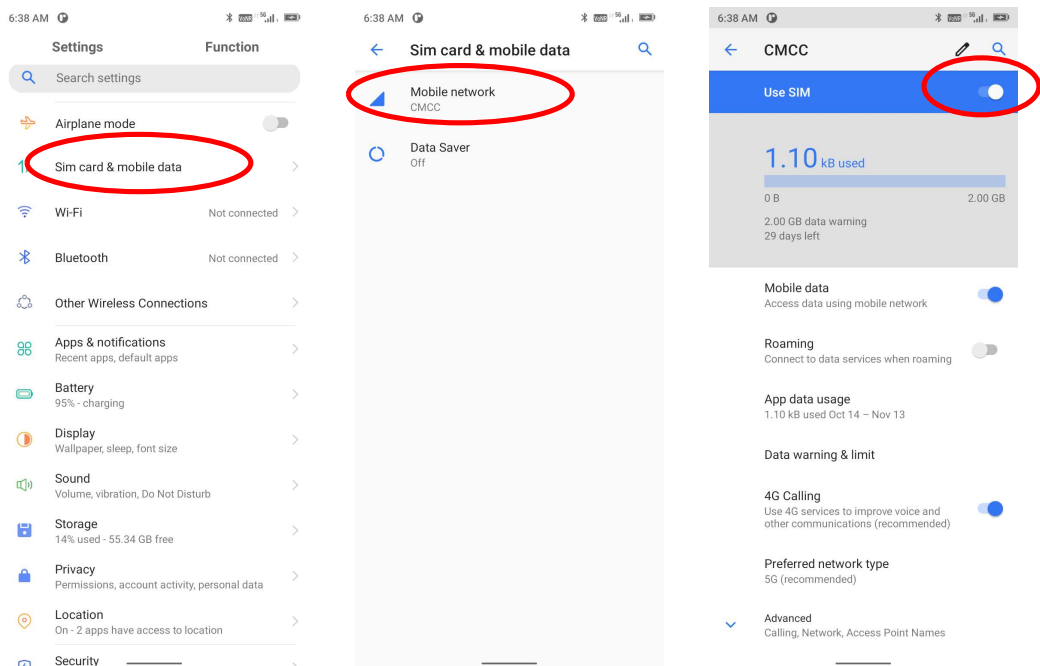 6:38 AM
5G
Settings Function
Search settings
Airplane mode
Sim card & mobile data
Wi-Fi Not connected
Bluetooth Not connected
Other Wireless Connections
Apps & notifications
Recent apps, default apps
Battery
95% - charging
Display
Wallpaper, sleep, font size
Sound
Volume, vibration, Do Not Disturb
Storage
14% used - 55.34 GB free
Privacy
Permissions, account activity, personal data
Location
On - 2 apps have access to location
Security
6:38 AM
5G
Sim card & mobile data
Mobile network
CMCC
Data Saver
Off
6:38 AM
5G
CMCC
Use SIM
1.10 kB used
0 B 2.00 GB
2.00 GB data warning
29 days left
Mobile data
Access data using mobile network
Roaming
Connect to data services when roaming
App data usage
1.10 kB used Oct 14 – Nov 13
Data warning & limit
4G Calling
Use 4G services to improve voice and
other communications (recommended)
Preferred network type
5G (recommended)
Advanced
Calling, Network, Access Point Names